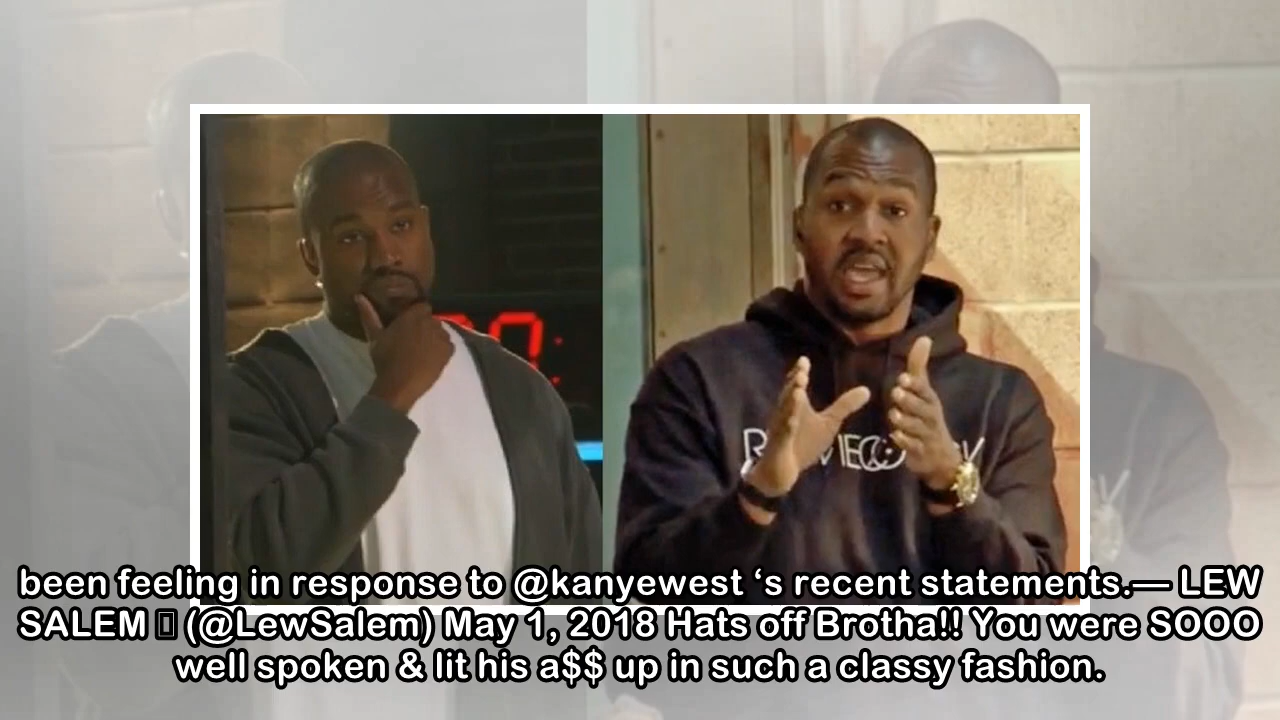 been feeling in response to @kanyewest ‘s recent statements.— LEW
SALEM (@LewSalem) May 1, 2018 Hats off Brotha!! You were SOOO
well spoken & lit his a$$ up in such a classy fashion.